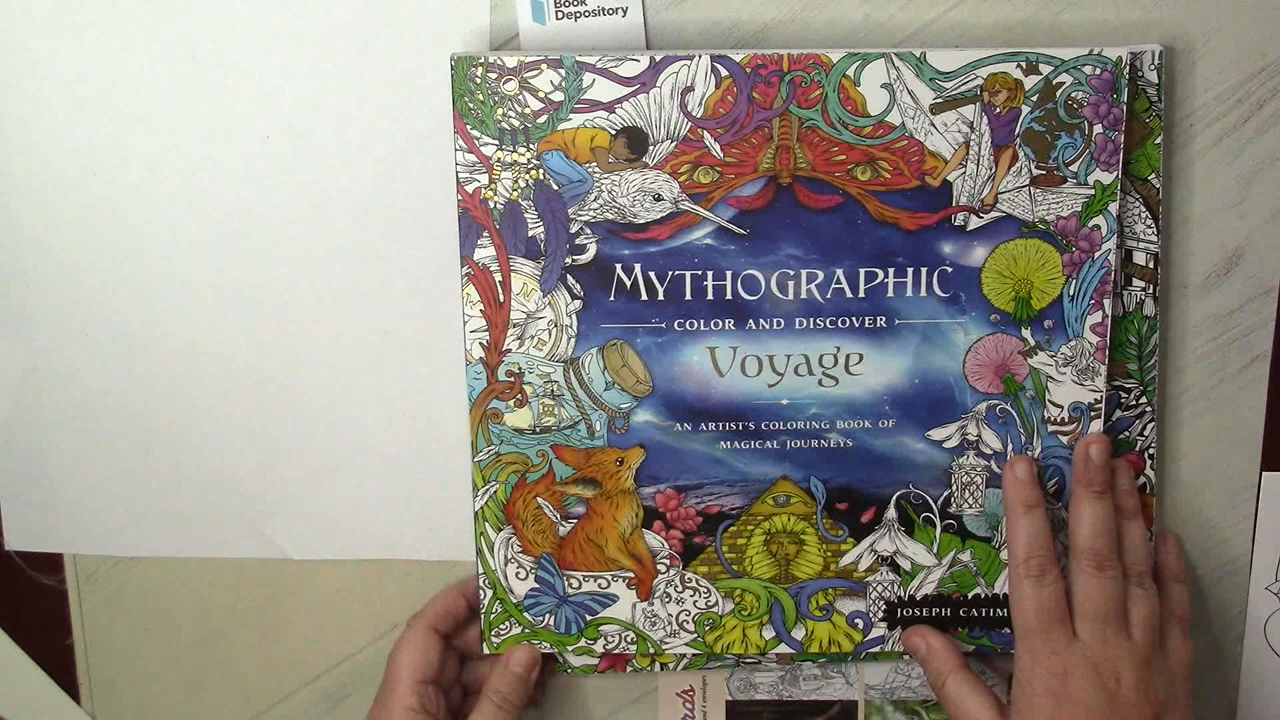 Book
Depository
MYTHOGRAPHIC
COLOR AND DISCOVER
Voyage
AN ARTIST'S COLORING BOOK OF
MAGICAL JOURNEYS
JOSEPH CATIM